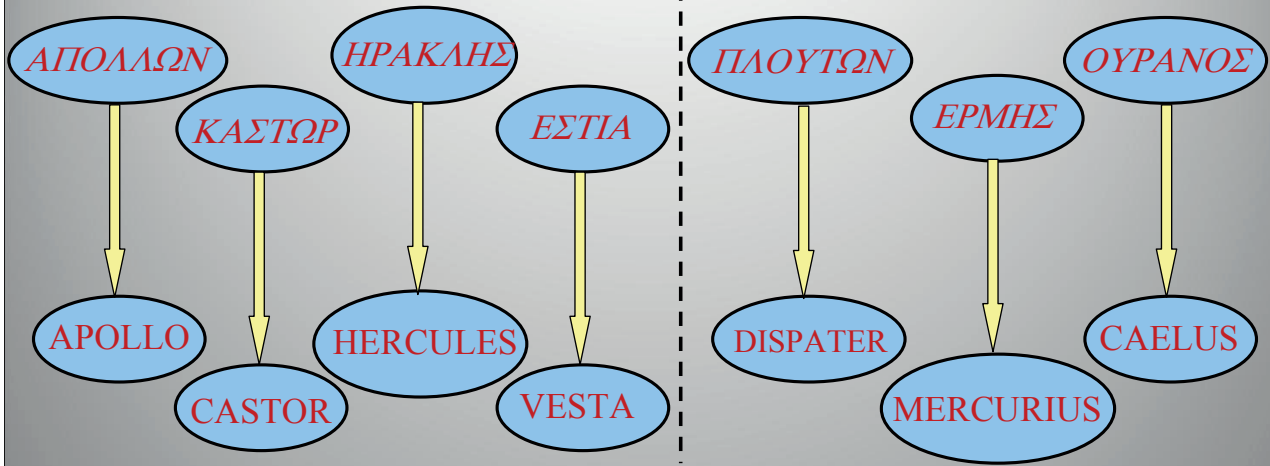 ΑΠΟΛΛΩΝ
ΚΑΣΤΩΡ
ΗΡΑΚΛΗΣ
ΕΣΤΙΑ
APOLLO
CASTOR
HERCULES
VESTA
ΠΛΟΥΤΩΝ
ΕΡΜΗΣ
ΟΥΡΑΝΟΣ
DISPATER
MERCURIUS
CAELUS